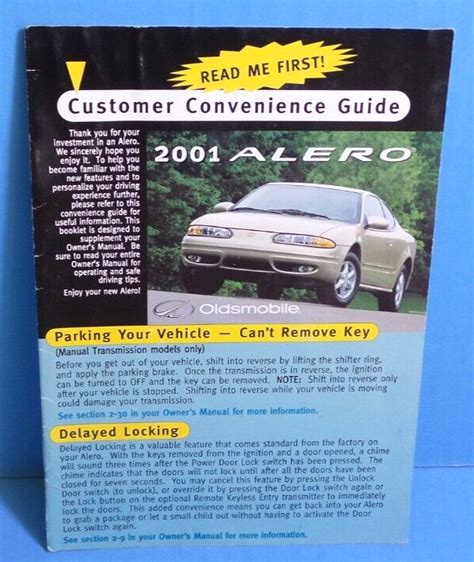 READ ME FIRST!
Customer Convenience Guide
Thank you for your
investment in an Alero.
We sincerely hope you
enjoy it. To help you
become familiar with the
new features and to
personalize your driving
experience further,
please refer to this
convenience guide for
useful information. This
booklet is designed to
supplement your
Owner's Manual. Be
sure to read your entire
Owner's Manual for
operating and safe
driving tips.
Enjoy your new Alero!
2001 ALERO
Oldsmobile
Parking Your Vehicle — Can't Remove Key
(Manual Transmission models only)
Before you get out of your vehicle, shift into reverse by lifting the shifter ring,
and apply the parking brake. Once the transmission is in reverse, the ignition
can be turned to OFF and the key can be removed. NOTE: Shift into reverse only
after your vehicle is stopped. Shifting into reverse while your vehicle is moving
could damage your transmission.
See section 2-30 in your Owner's Manual for more information.
Delayed Locking
Delayed Locking is a valuable feature that comes standard from the factory on
your Alero. With the keys removed from the ignition and a door opened, a chime
will sound three times after the Power Door Lock switch has been pressed. The
chime indicates that the doors will not lock until after all the doors have been
closed for seven seconds. You may cancel this feature by pressing the Unlock
Door switch (to unlock), or override it by pressing the Door Lock switch again or
the Lock button on the optional Remote Keyless Entry transmitter to immediately
lock the doors. This added convenience means you can get back into your Alero
to grab a package or let a small child out without having to activate the Door
Lock switch again.
See section 2-9 in your Owner's Manual for more information.